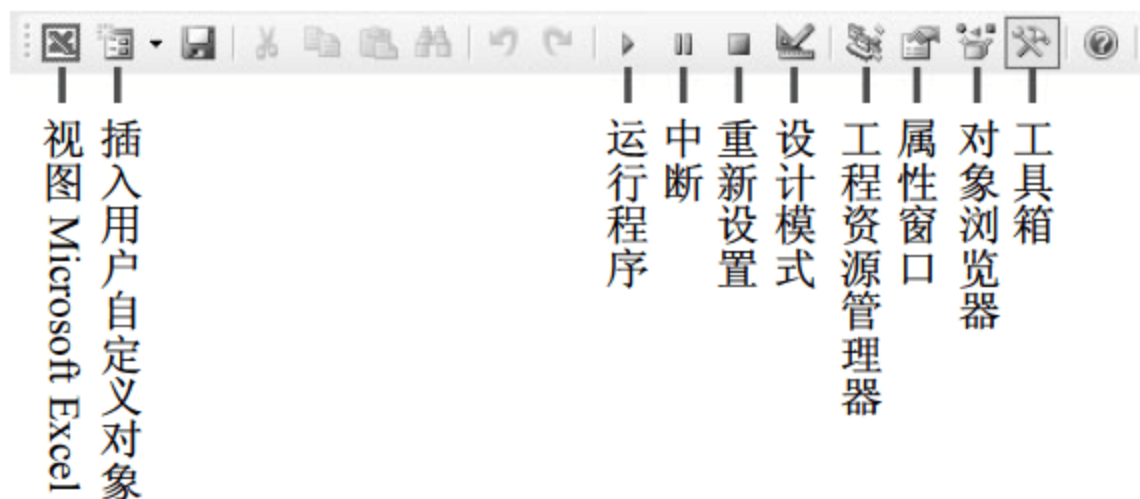 视图 Microsoft Excel
插入用户自定义对象
运行程序
中断
重新设置
设计模式
工程资源管理器
属性窗口
对象浏览器
工具箱